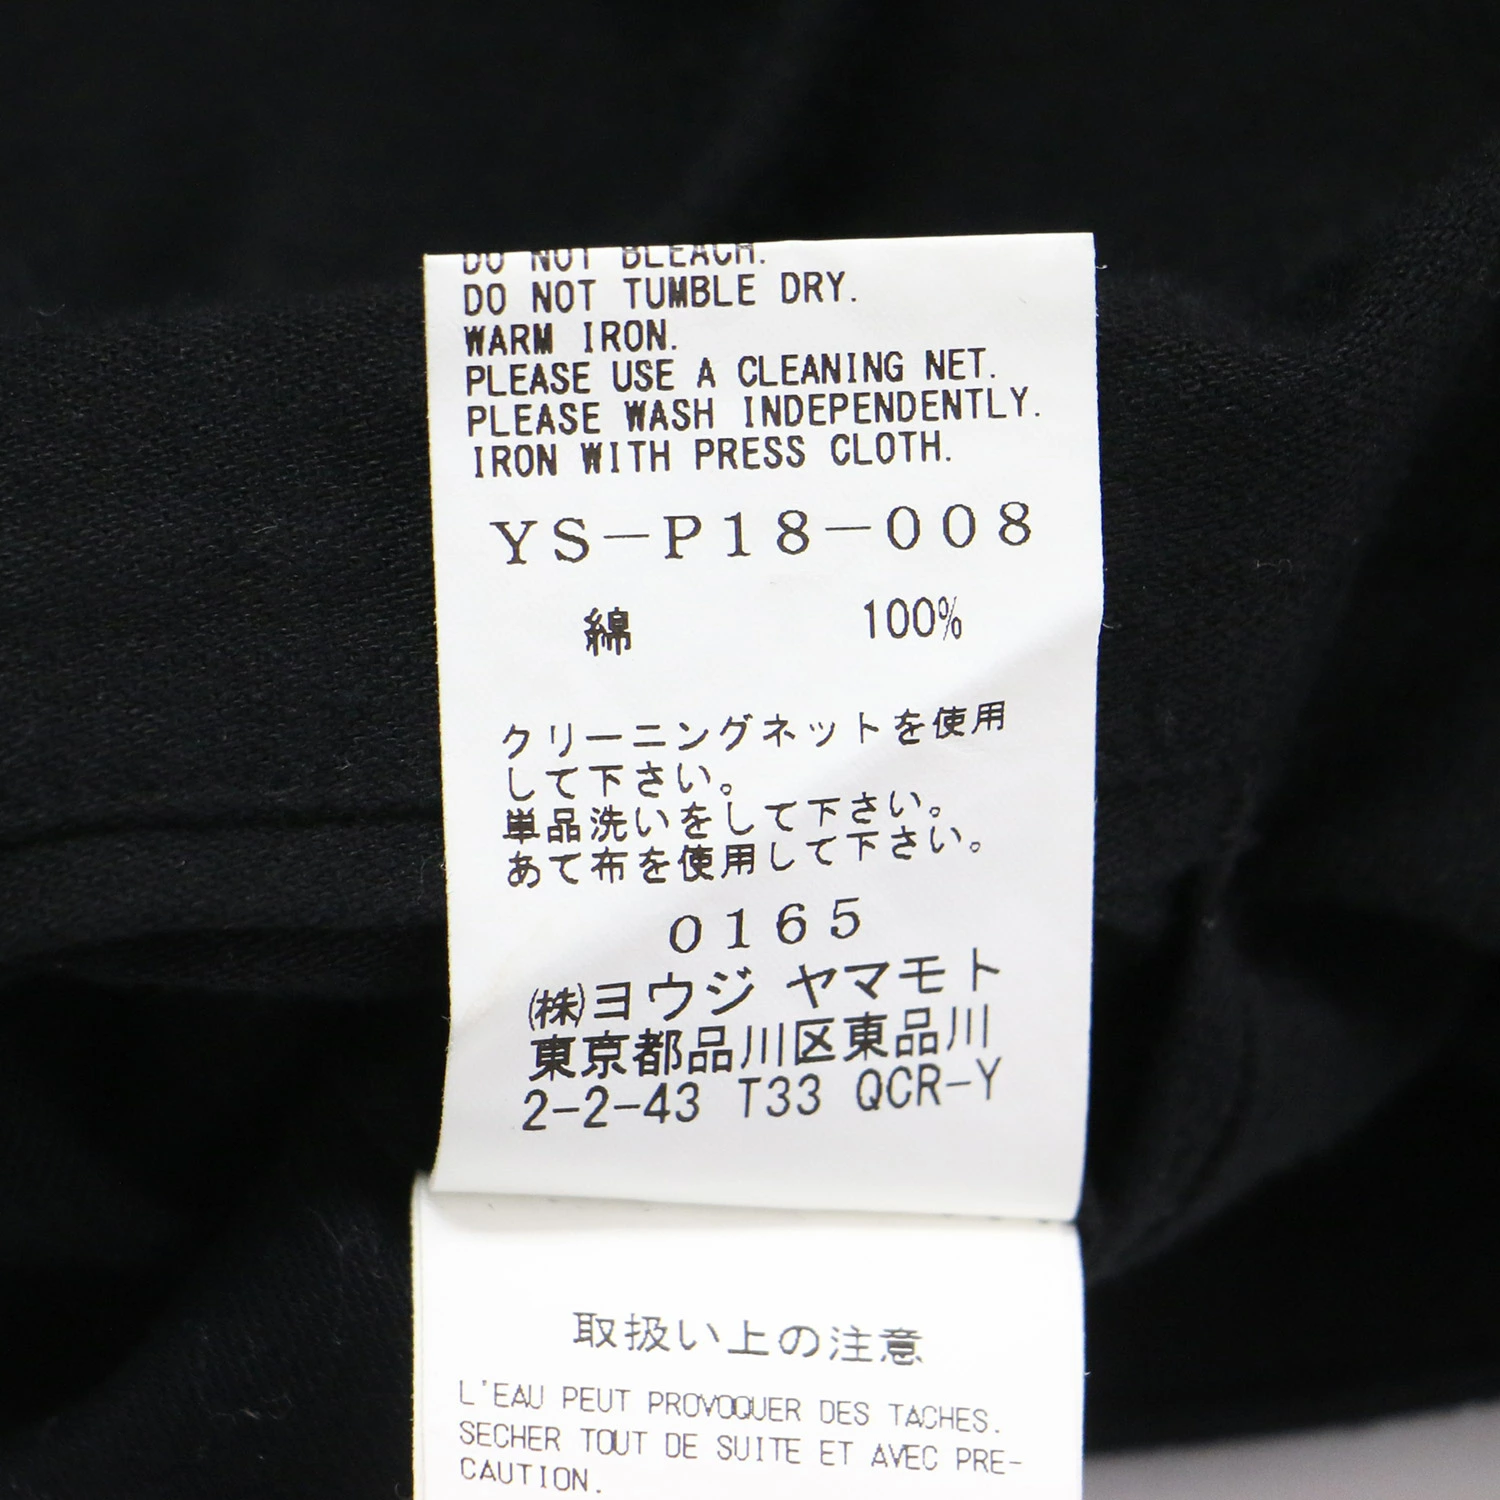 DO NOT BLEACH.
DO NOT TUMBLE DRY.
WARM IRON.
PLEASE USE A CLEANING NET.
PLEASE WASH INDEPENDENTLY.
IRON WITH PRESS CLOTH.
YS-P18-008
綿 100%
クリーニングネットを使用
して下さい。
単品洗いをして下さい。
あて布を使用して下さい。
0165
㈱ヨウジ ヤマモト
東京都品川区東品川
2-2-43 T33 QCR-Y
取扱い上の注意
L'EAU PEUT PROVOQUER DES TACHES.
SECHER TOUT DE SUITE ET AVEC PRE-
CAUTION.